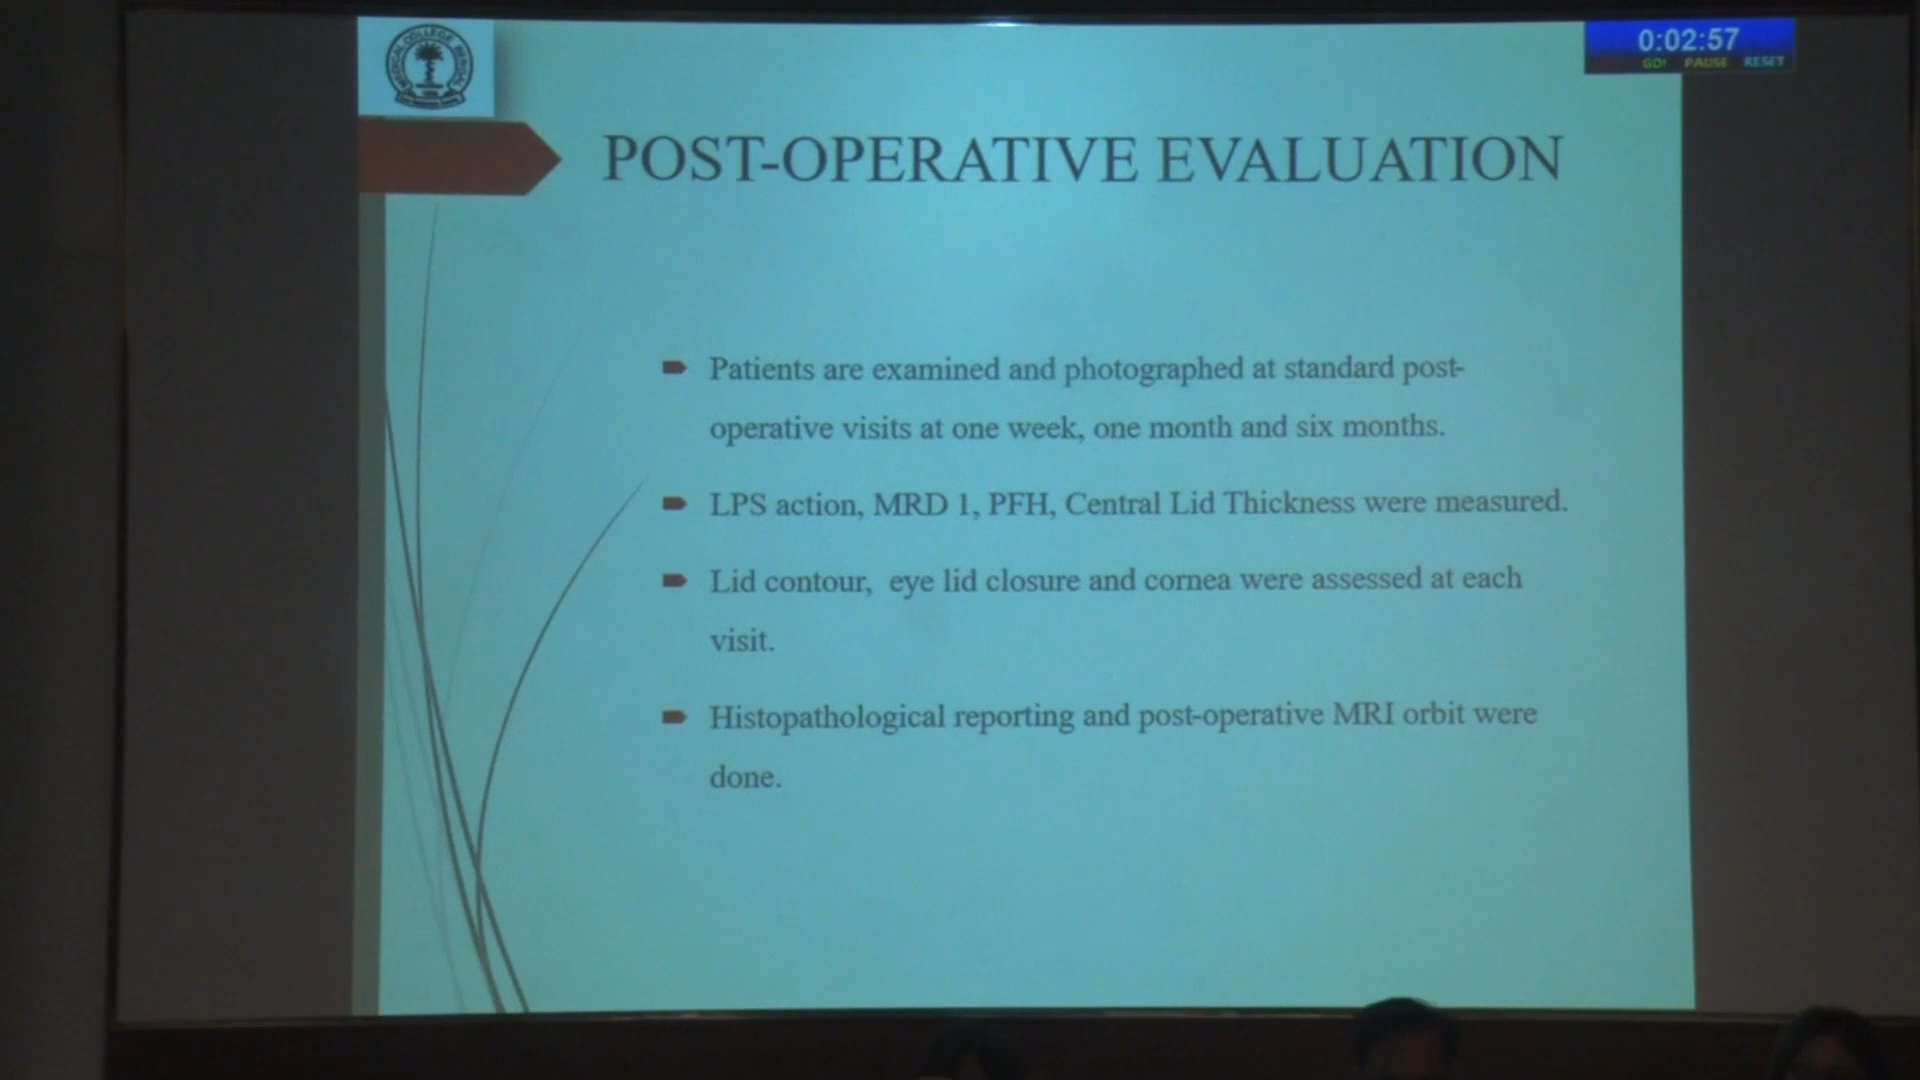 MEDICAL COLLEGE, BENGAL
0:02:57
GO! PAUSE RESET
POST-OPERATIVE EVALUATION
Patients are examined and photographed at standard post-
operative visits at one week, one month and six months.
LPS action, MRD 1, PFH, Central Lid Thickness were measured.
Lid contour,  eye lid closure and cornea were assessed at each
visit.
Histopathological reporting and post-operative MRI orbit were
done.